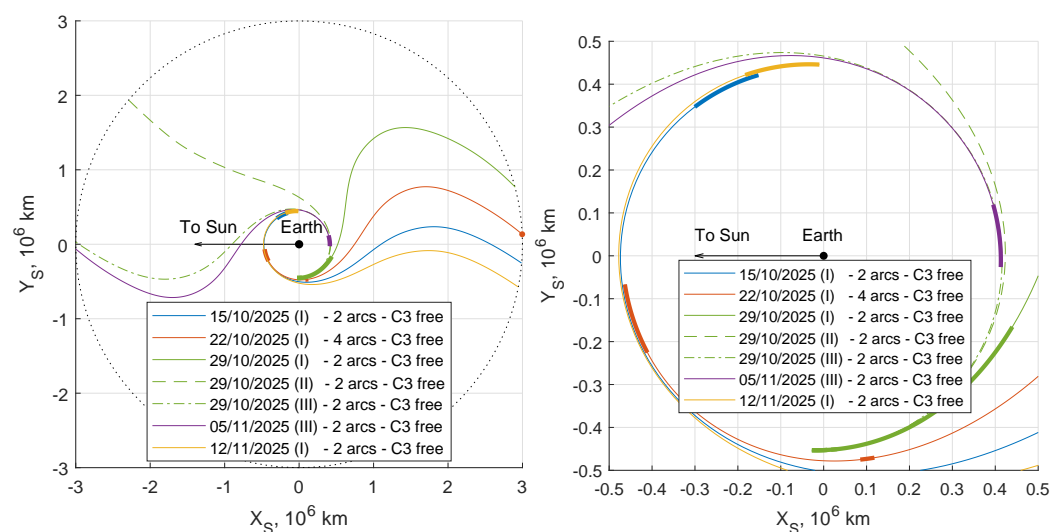 3
2
1
0
-1
-2
-3
Y_S, 10^6 km
To Sun
Earth
15/10/2025 (I) - 2 arcs - C3 free
22/10/2025 (I) - 4 arcs - C3 free
29/10/2025 (I) - 2 arcs - C3 free
29/10/2025 (II) - 2 arcs - C3 free
29/10/2025 (III) - 2 arcs - C3 free
05/11/2025 (III) - 2 arcs - C3 free
12/11/2025 (I) - 2 arcs - C3 free
-3 -2 -1 0 1 2 3
X_S, 10^6 km
0.5
0.4
0.3
0.2
0.1
0
-0.1
-0.2
-0.3
-0.4
-0.5
Y_S, 10^6 km
To Sun
Earth
15/10/2025 (I) - 2 arcs - C3 free
22/10/2025 (I) - 4 arcs - C3 free
29/10/2025 (I) - 2 arcs - C3 free
29/10/2025 (II) - 2 arcs - C3 free
29/10/2025 (III) - 2 arcs - C3 free
05/11/2025 (III) - 2 arcs - C3 free
12/11/2025 (I) - 2 arcs - C3 free
-0.5 -0.4 -0.3 -0.2 -0.1 0 0.1 0.2 0.3 0.4 0.5
X_S, 10^6 km